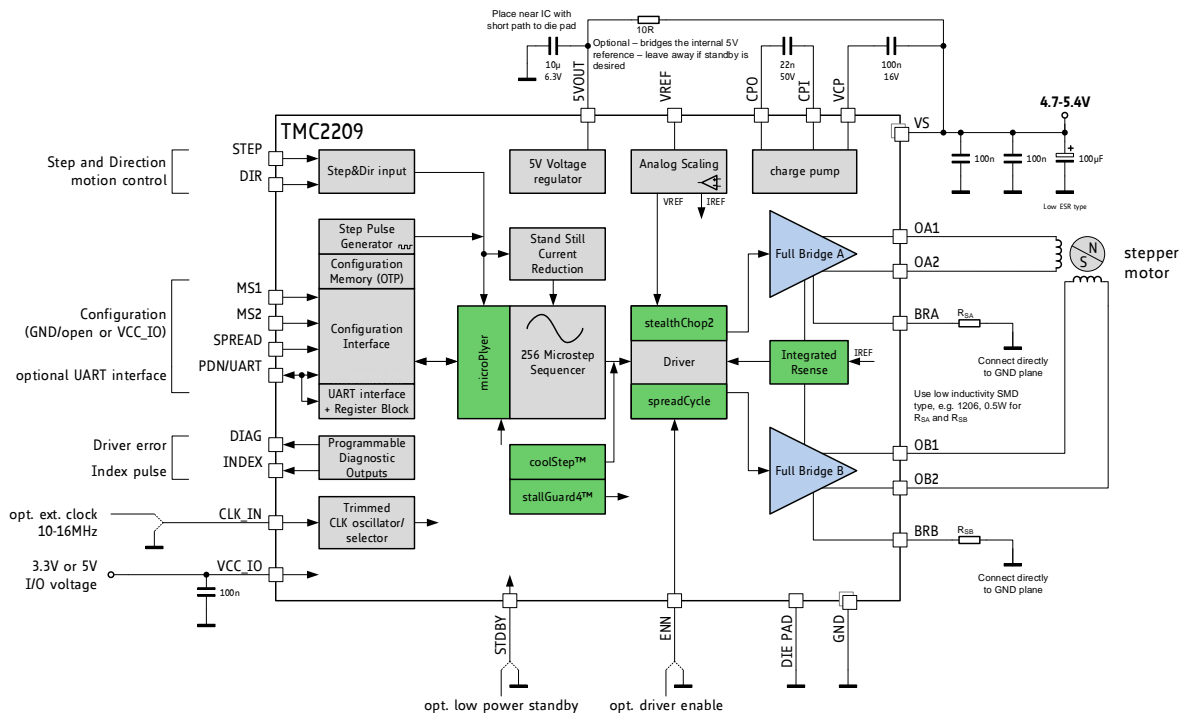 Place near IC with
short path to die pad
10R
10µ
6.3V
Optional – bridges the internal 5V
reference – leave away if standby is
desired
22n
50V
100n
16V
5VOUT
VREF
CPO
CPI
VCP
4.7-5.4V
VS
100n
100n
+
100µF
Low ESR type
TMC2209
Step and Direction
motion control
STEP
DIR
Step&Dir input
5V Voltage
regulator
Analog Scaling
VREF
IREF
charge pump
Step Pulse
Generator
Configuration
Memory (OTP)
Stand Still
Current
Reduction
Full Bridge A
OA1
OA2
N
S
stepper
motor
Configuration
(GND/open or VCC_IO)
optional UART interface
MS1
MS2
SPREAD
PDN/UART
Configuration
Interface
UART interface
+ Register Block
microPlyer
256 Microstep
Sequencer
stealthChop2
Driver
spreadCycle
Integrated
Rsense
IREF
BRA
RSA
Connect directly
to GND plane
Use low inductivity SMD
type, e.g. 1206, 0.5W for
RSA and RSB
Driver error
Index pulse
DIAG
INDEX
Programmable
Diagnostic
Outputs
coolStep™
stallGuard4™
Full Bridge B
OB1
OB2
opt. ext. clock
10-16MHz
CLK_IN
Trimmed
CLK oscillator/
selector
BRB
RSB
Connect directly
to GND plane
3.3V or 5V
I/O voltage
VCC_IO
100n
STDBY
ENN
DIE PAD
GND
opt. low power standby
opt. driver enable